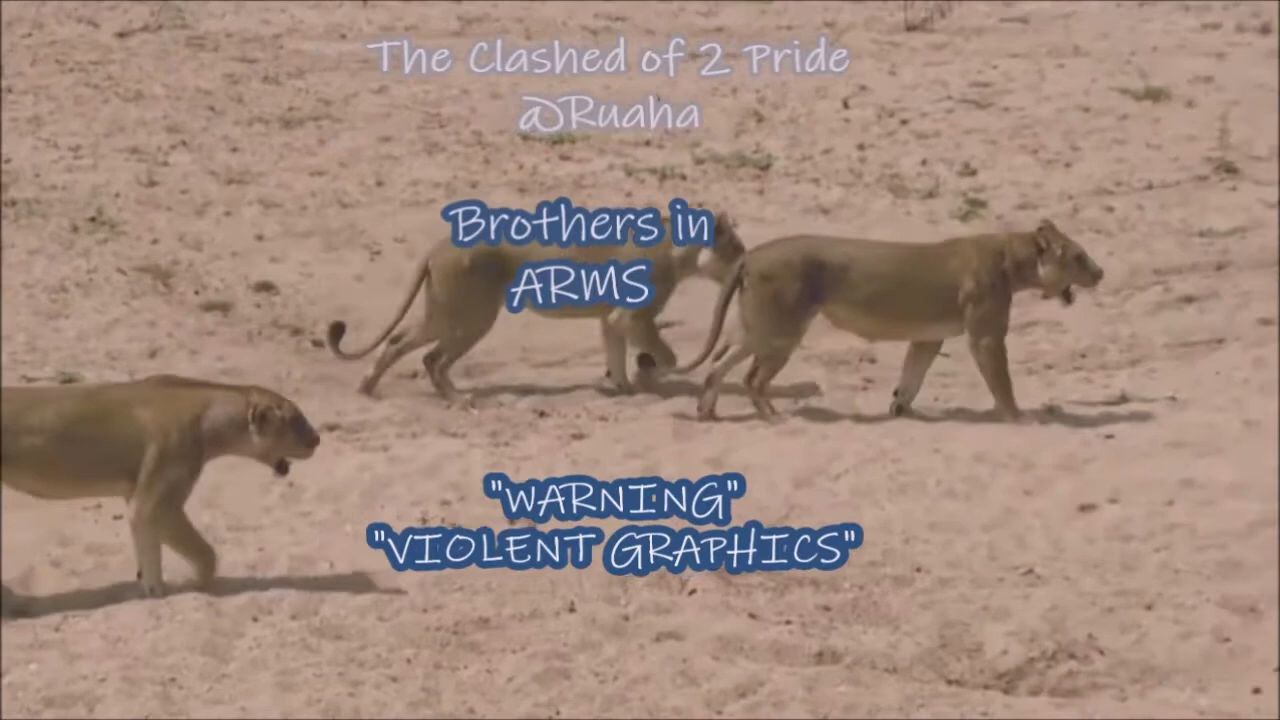 The Clashed of 2 Pride
@Ruaha
Brothers in
ARMS
"WARNING"
"VIOLENT GRAPHICS"